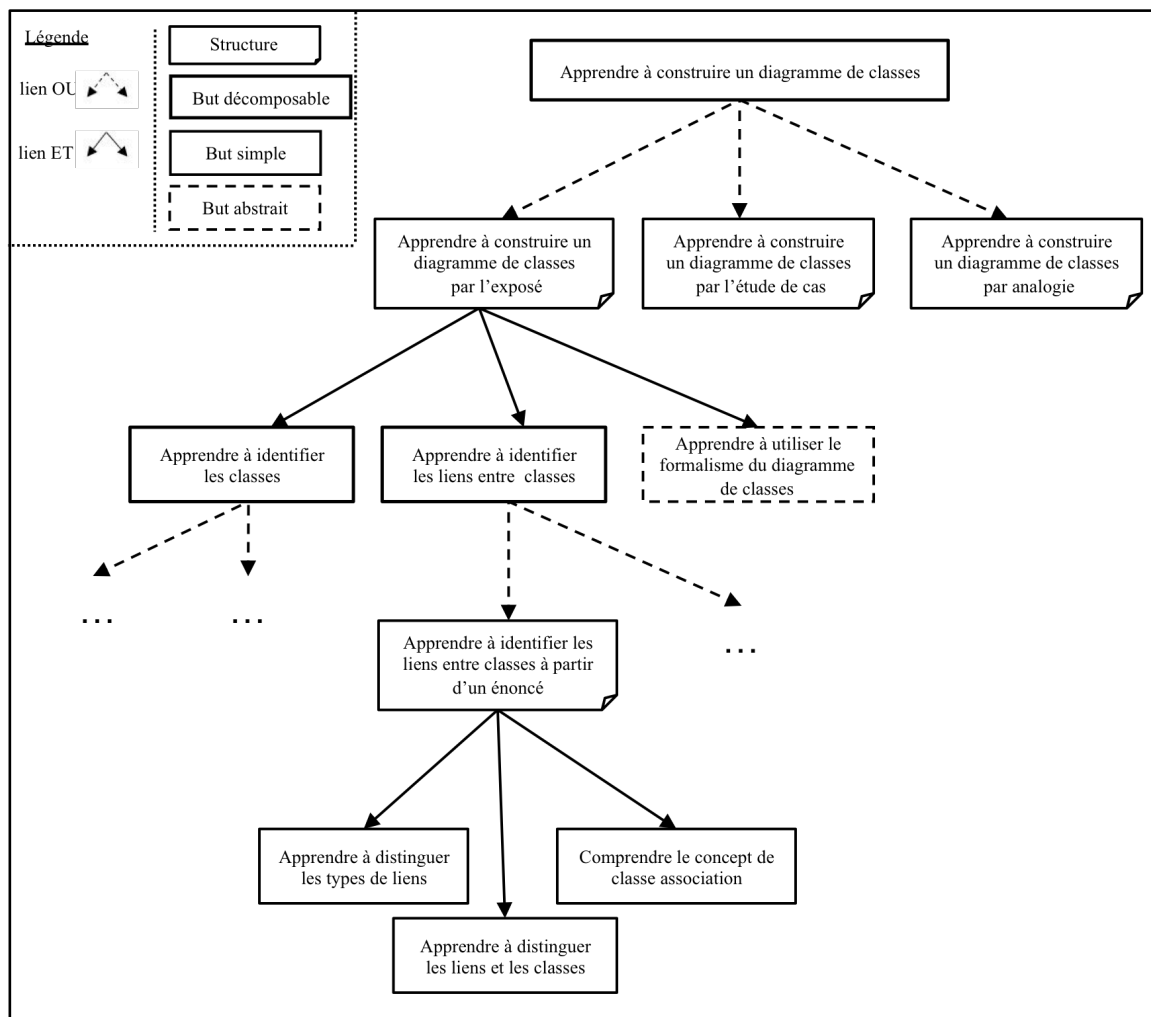 Légende
lien OU
lien ET
Structure
But décomposable
But simple
But abstrait
Apprendre à construire un diagramme de classes
Apprendre à construire un
diagramme de classes
par l’exposé
Apprendre à construire
un diagramme de classes
par l’étude de cas
Apprendre à construire
un diagramme de classes
par analogie
Apprendre à identifier
les classes
Apprendre à identifier
les liens entre classes
Apprendre à utiliser le
formalisme du diagramme
de classes
...
...
...
Apprendre à identifier les
liens entre classes à partir
d’un énoncé
Apprendre à distinguer
les types de liens
Comprendre le concept de
classe association
Apprendre à distinguer
les liens et les classes